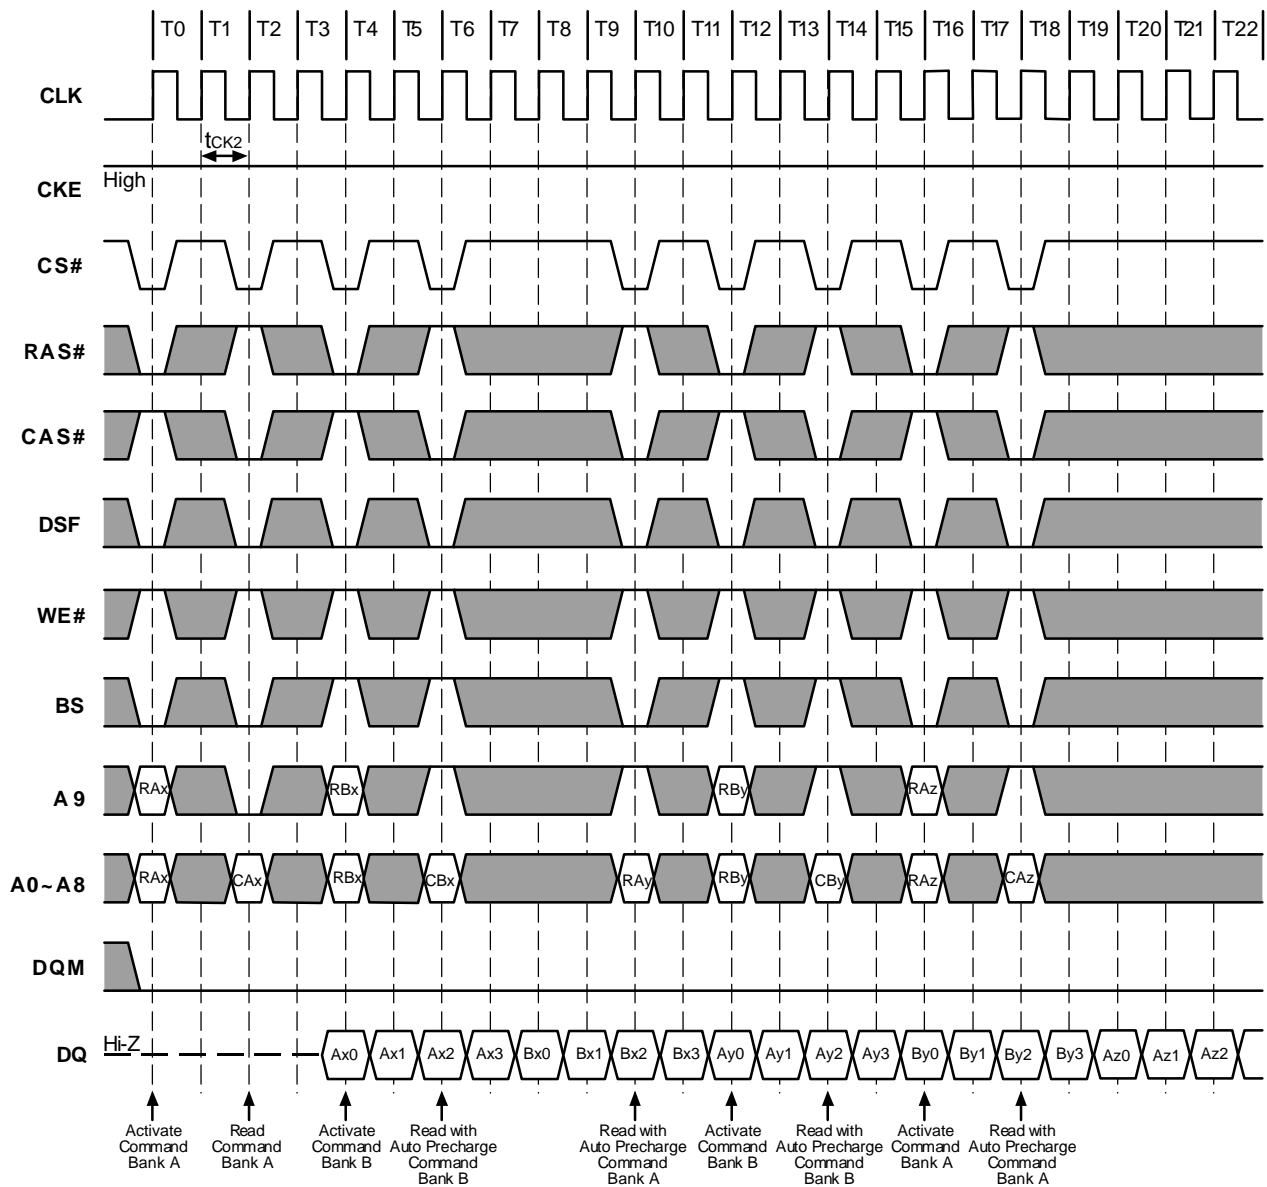 T0 T1 T2 T3 T4 T5 T6 T7 T8 T9 T10 T11 T12 T13 T14 T15 T16 T17 T18 T19 T20 T21 T22
CLK
tCK2
High
CKE
CS#
RAS#
CAS#
DSF
WE#
BS
A9 RAx RBx RBy RAz
A0~A8 RAx CAx RBx CBx RAy RBy CBy RAz CAz
DQM
DQ Hi-Z Ax0 Ax1 Ax2 Ax3 Bx0 Bx1 Bx2 Bx3 Ay0 Ay1 Ay2 Ay3 By0 By1 By2 By3 Az0 Az1 Az2
Activate
Command
Bank A
Read
Command
Bank A
Activate
Command
Bank B
Read with
Auto Precharge
Command
Bank B
Read with
Auto Precharge
Command
Bank A
Activate
Command
Bank B
Read with
Auto Precharge
Command
Bank B
Activate
Command
Bank A
Read with
Auto Precharge
Command
Bank A